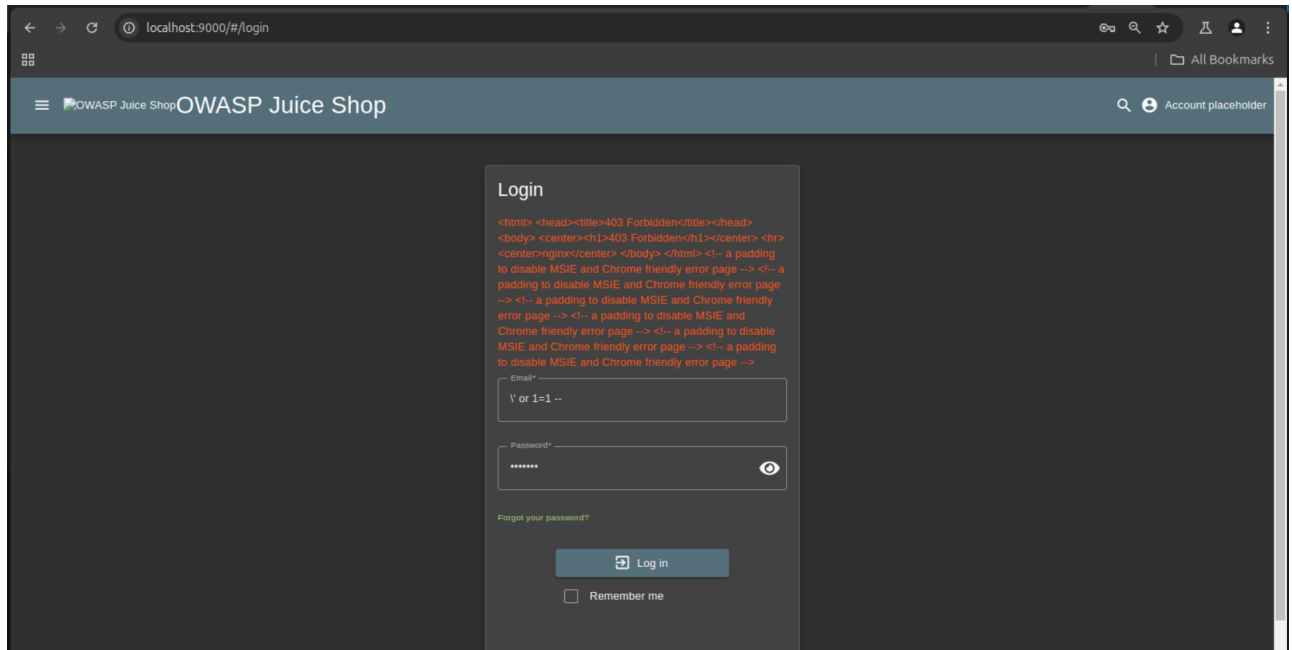 localhost:9000/#/login
All Bookmarks
OWASP Juice Shop OWASP Juice Shop
Account placeholder
Login
<html> <head><title>403 Forbidden</title></head>
<body> <center><h1>403 Forbidden</h1></center> <hr>
<center>nginx</center> </body> </html> <!-- a padding
to disable MSIE and Chrome friendly error page --> <!-- a
padding to disable MSIE and Chrome friendly error page
--> <!-- a padding to disable MSIE and Chrome friendly
error page --> <!-- a padding to disable MSIE and
Chrome friendly error page --> <!-- a padding to disable
MSIE and Chrome friendly error page --> <!-- a padding
to disable MSIE and Chrome friendly error page -->
Email*
\' or 1=1 --
Password*
•••••••
Forgot your password?
Log in
Remember me